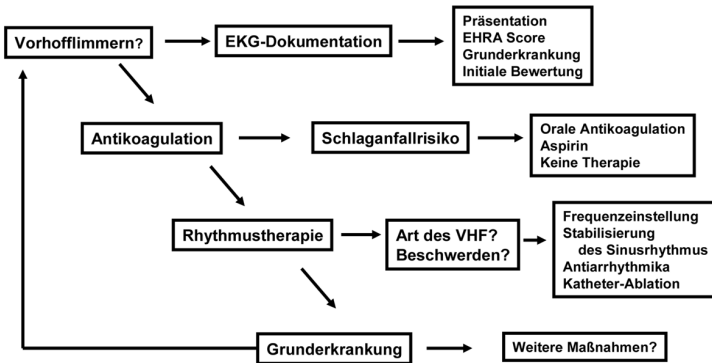 Vorhofflimmern?
EKG-Dokumentation
Präsentation
EHRA Score
Grunderkrankung
Initiale Bewertung
Antikoagulation
Schlaganfallrisiko
Orale Antikoagulation
Aspirin
Keine Therapie
Rhythmustherapie
Art des VHF?
Beschwerden?
Frequenzeinstellung
Stabilisierung
des Sinusrhythmus
Antiarrhythmika
Katheter-Ablation
Grunderkrankung
Weitere Maßnahmen?